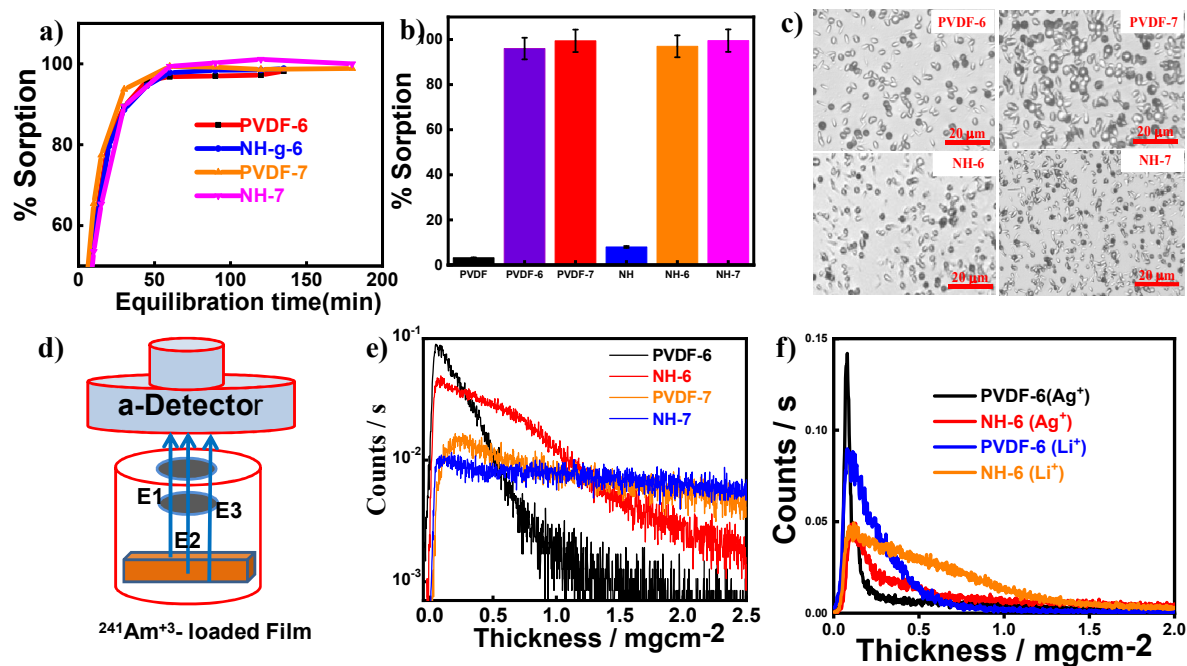 a)
% Sorption
100
80
60
PVDF-6
NH-g-6
PVDF-7
NH-7
0 50 100 150 200
Equilibration time(min)
b)
% Sorption
100
80
60
40
20
0
PVDF PVDF-6 PVDF-7 NH NH-6 NH-7
c)
PVDF-6
20 μm
PVDF-7
20 μm
NH-6
20 μm
NH-7
20 μm
d)
a-Detector
E1
E3
E2
241Am+3- loaded Film
e)
Counts / s
10-1
10-2
10-3
PVDF-6
NH-6
PVDF-7
NH-7
0.0 0.5 1.0 1.5 2.0 2.5
Thickness / mgcm-2
f)
Counts / s
0.15
0.10
0.05
0.00
PVDF-6(Ag+)
NH-6 (Ag+)
PVDF-6 (Li+)
NH-6 (Li+)
0.0 0.5 1.0 1.5 2.0
Thickness / mgcm-2